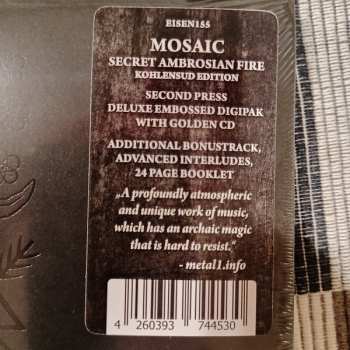 EISEN155
MOSAIC
SECRET AMBROSIAN FIRE
KOHLENSUD EDITION
SECOND PRESS
DELUXE EMBOSSED DIGIPAK
WITH GOLDEN CD
ADDITIONAL BONUSTRACK,
ADVANCED INTERLUDES,
24 PAGE BOOKLET
„A profoundly atmospheric
and unique work of music,
which has an archaic magic
that is hard to resist."
- metal1.info
4 260393 744530